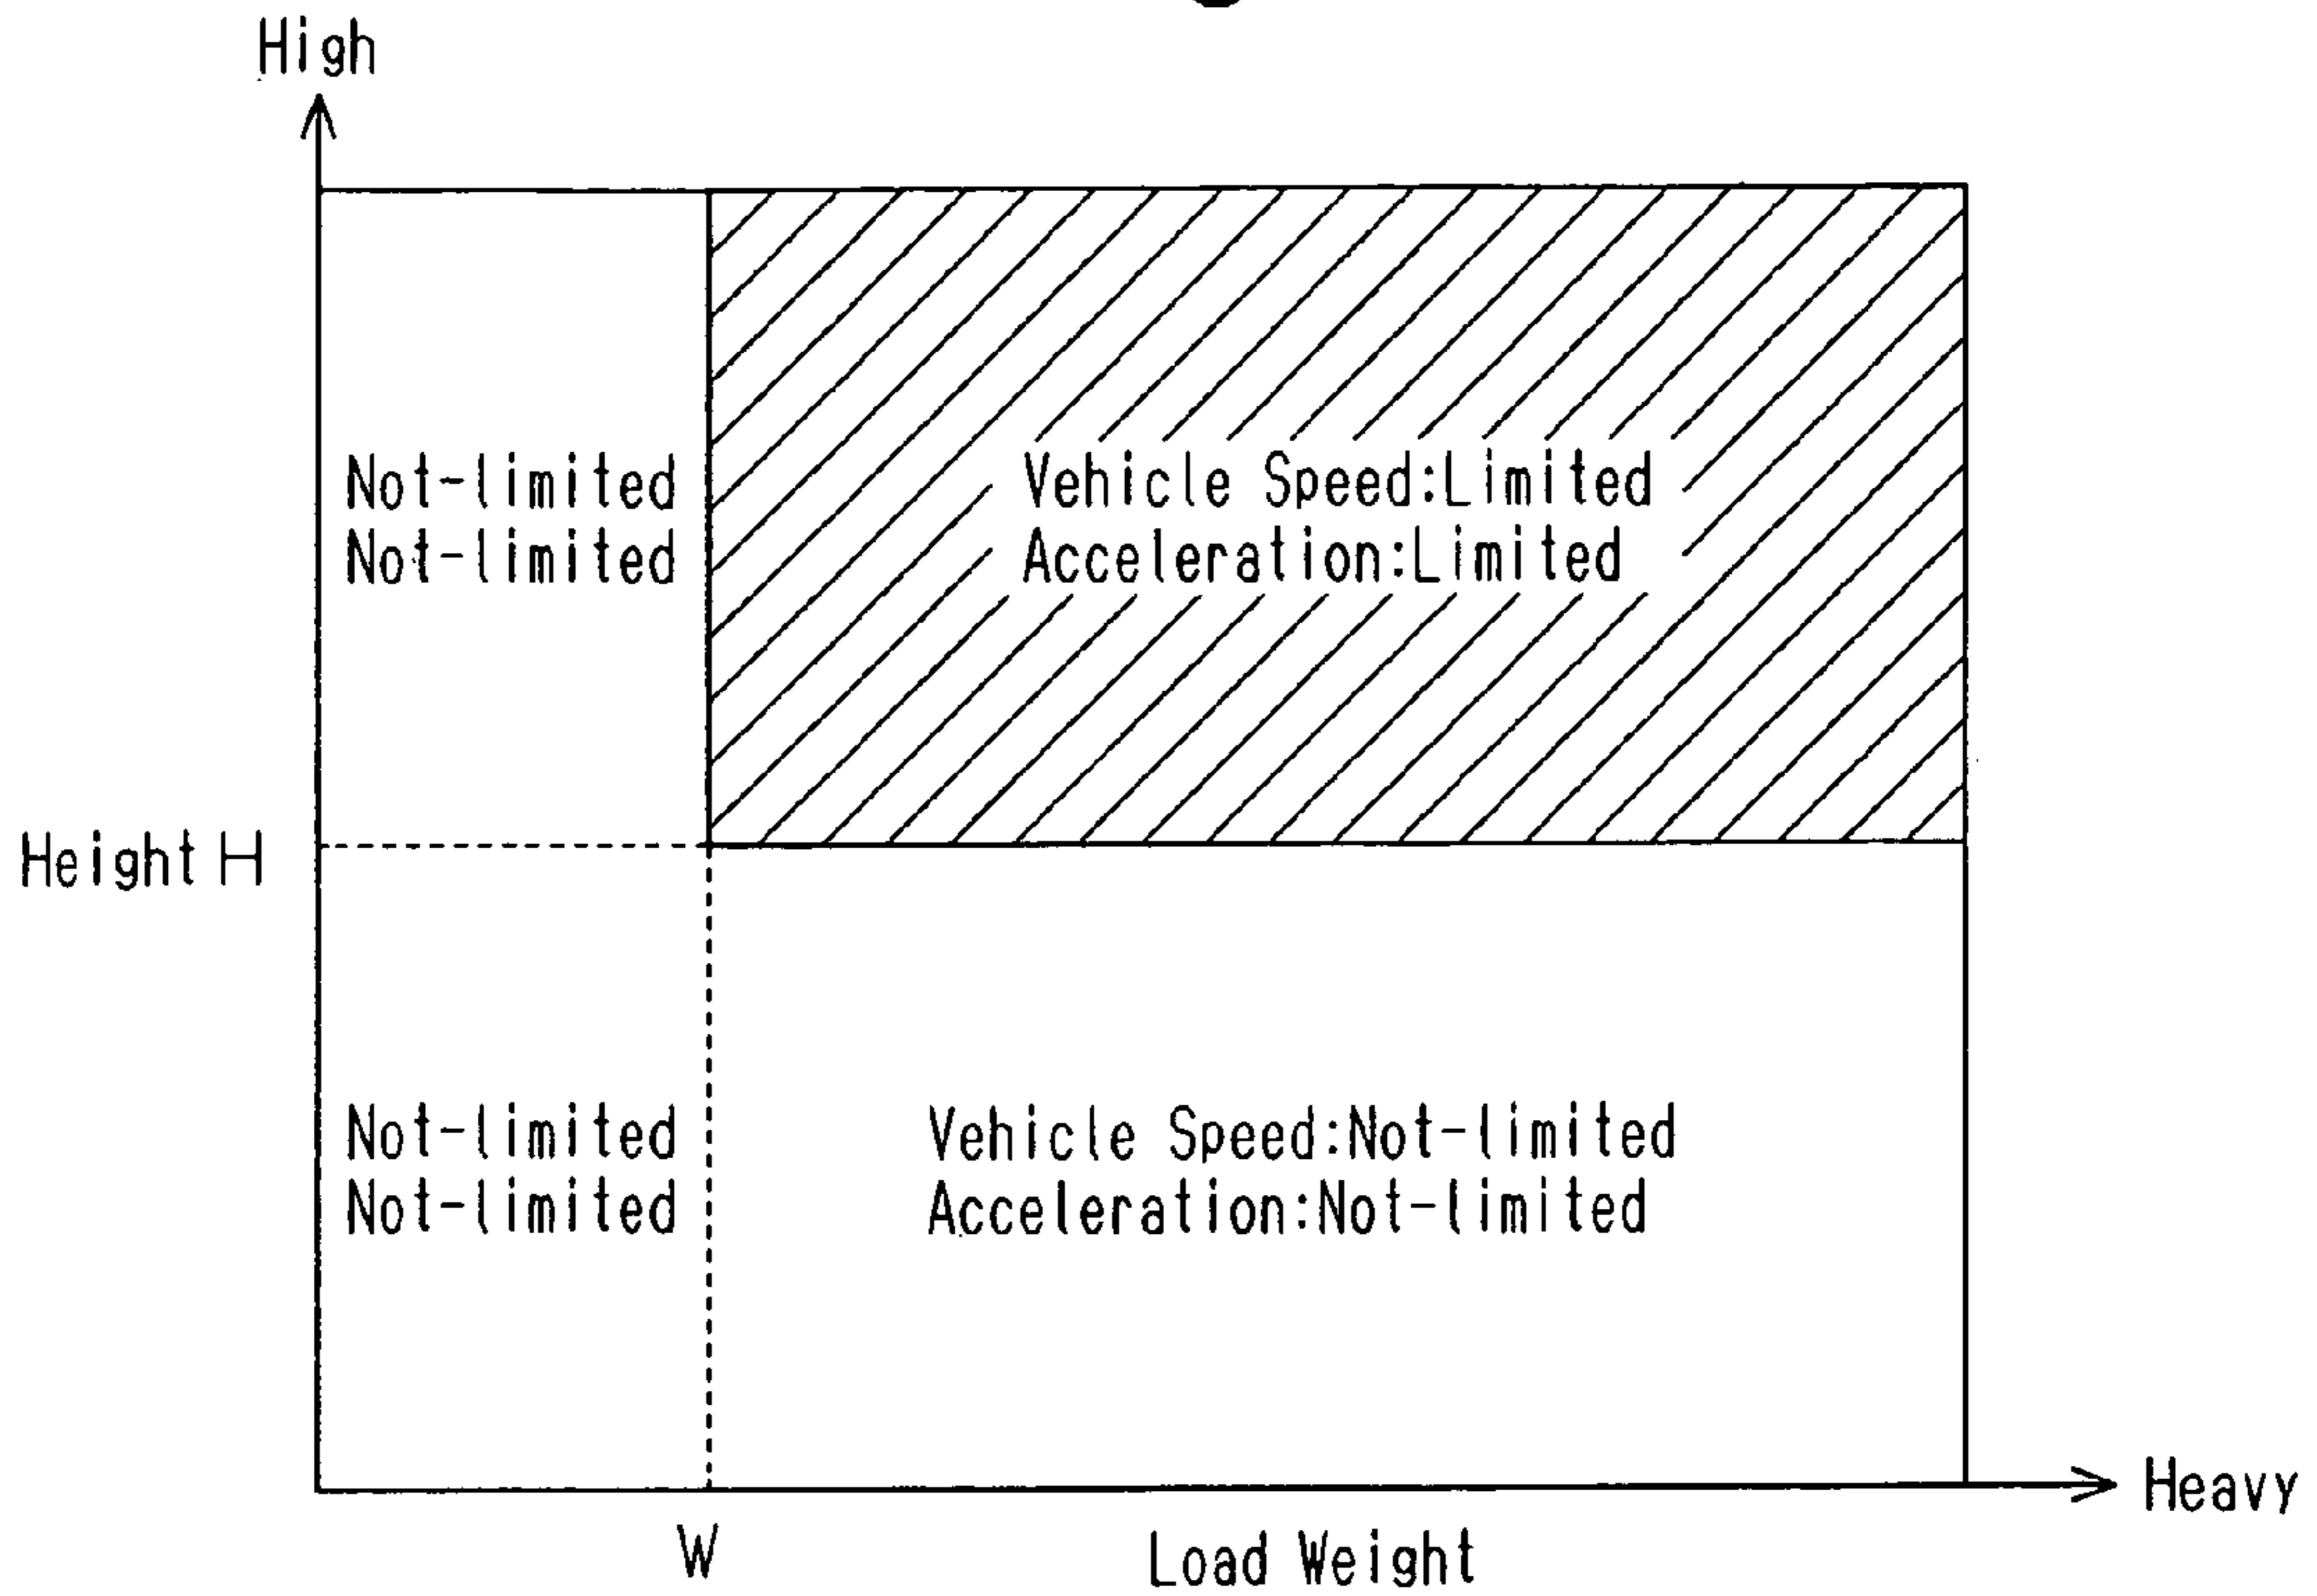 High
Not-limited
Not-limited
Vehicle Speed:Limited
Acceleration:Limited
Height H
Not-limited
Not-limited
Vehicle Speed:Not-limited
Acceleration:Not-limited
Heavy
W
Load Weight